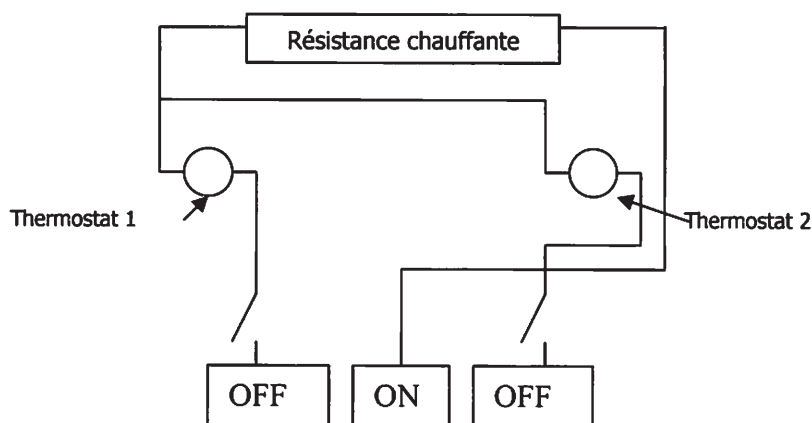 Résistance chauffante
Thermostat 1
Thermostat 2
OFF
ON
OFF